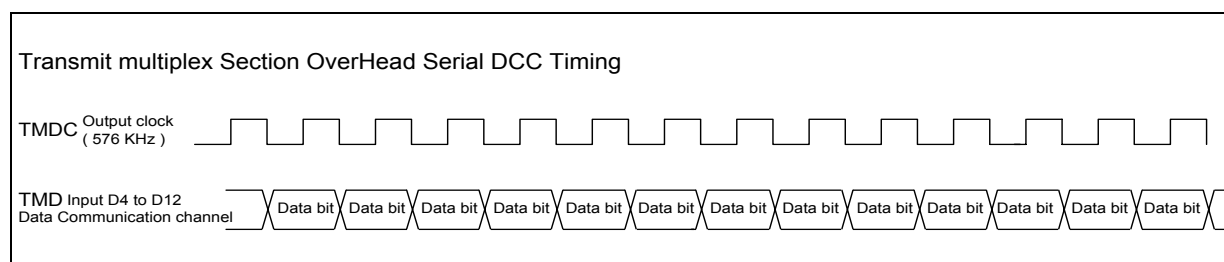 Transmit multiplex Section OverHead Serial DCC Timing
TMDC Output clock
( 576 KHz )
TMD Input D4 to D12
Data Communication channel
Data bit Data bit Data bit Data bit Data bit Data bit Data bit Data bit Data bit Data bit Data bit Data bit Data bit